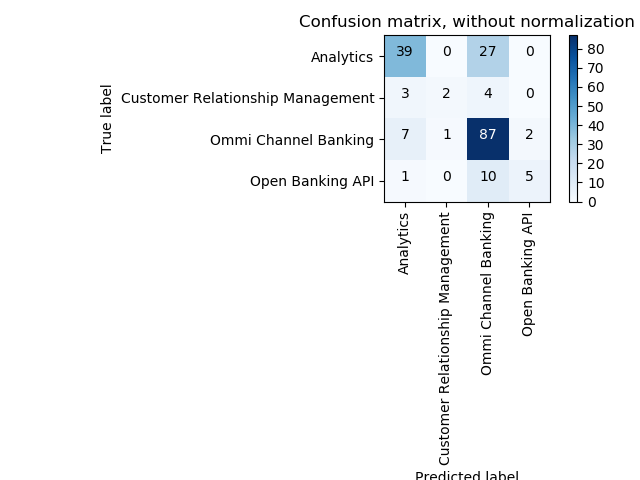 Confusion matrix, without normalization
True label
Analytics 39 0 27 0
Customer Relationship Management 3 2 4 0
Ommi Channel Banking 7 1 87 2
Open Banking API 1 0 10 5
Analytics
Customer Relationship Management
Ommi Channel Banking
Open Banking API
Predicted label
80
70
60
50
40
30
20
10
0